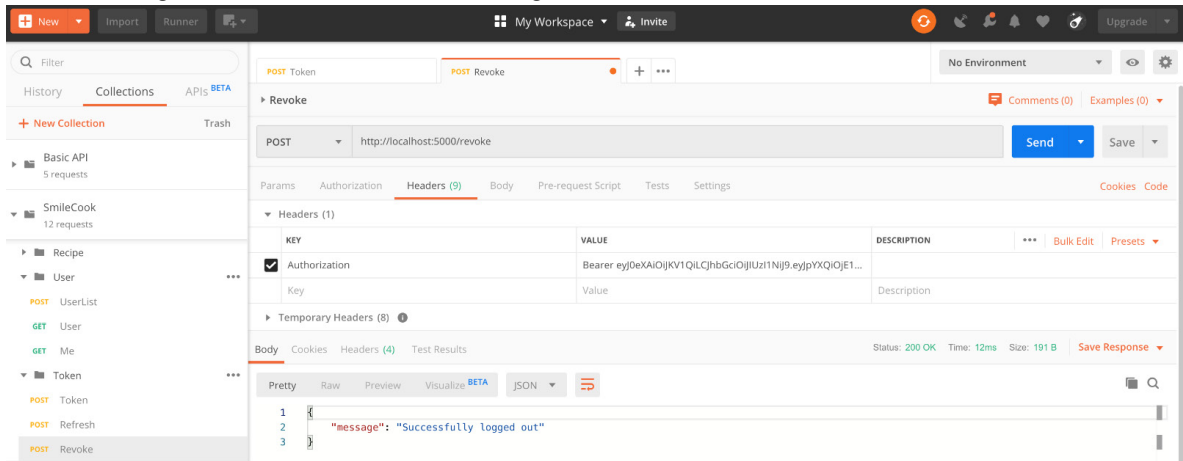 New Import Runner My Workspace Invite Upgrade
Filter
History Collections APIs BETA
+ New Collection Trash
Basic API
5 requests
SmileCook
12 requests
Recipe
User
POST UserList
GET User
GET Me
Token
POST Token
POST Refresh
POST Revoke
POST Token POST Revoke + ••• No Environment
Revoke Comments (0) Examples (0)
POST http://localhost:5000/revoke Send Save
Params Authorization Headers (9) Body Pre-request Script Tests Settings Cookies Code
Headers (1)
KEY VALUE DESCRIPTION ••• Bulk Edit Presets
Authorization Bearer eyJ0eXAiOiJKV1QiLCJhbGciOiJIUzI1NiJ9.eyJpYXQiOjE1...
Key Value Description
Temporary Headers (8)
Body Cookies Headers (4) Test Results Status: 200 OK Time: 12ms Size: 191 B Save Response
Pretty Raw Preview Visualize BETA JSON
1 {
2 "message": "Successfully logged out"
3 }